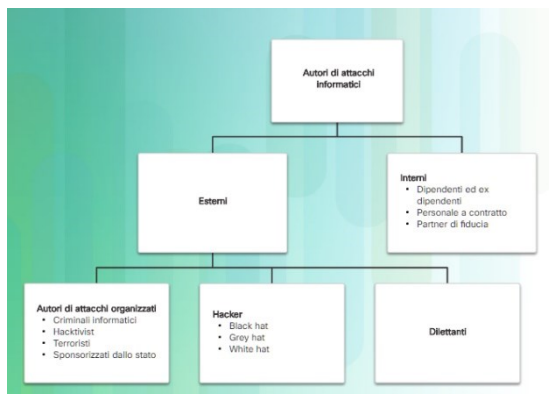 Autori di attacchi
informatici
Esterni
Interni
• Dipendenti ed ex
dipendenti
• Personale a contratto
• Partner di fiducia
Autori di attacchi organizzati
• Criminali informatici
• Hacktivist
• Terroristi
• Sponsorizzati dallo stato
Hacker
• Black hat
• Grey hat
• White hat
Dilettanti